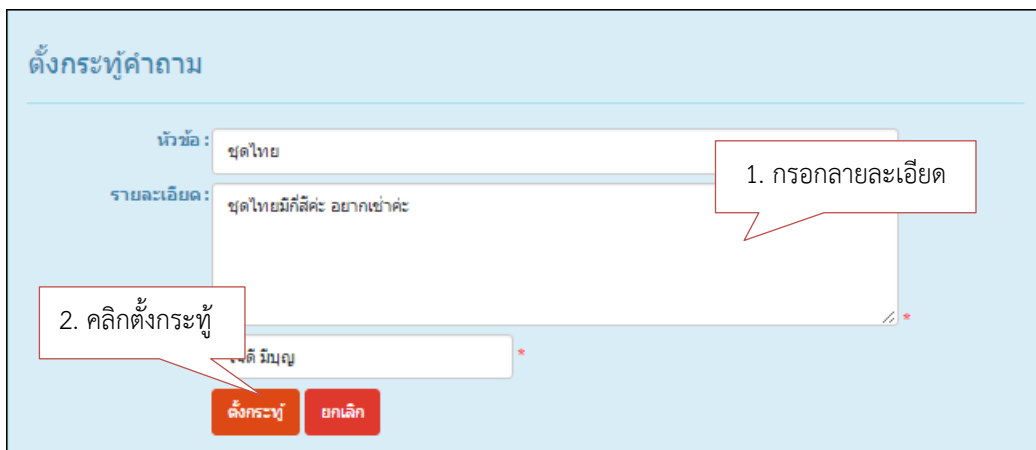 ตั้งกระทู้คำถาม
หัวข้อ :
ชุดไทย
1. กรอกลายละเอียด
รายละเอียด :
ชุดไทยมีกี่สีค่ะ อยากเช่าค่ะ
2. คลิกตั้งกระทู้
*
มีบุญ
*
ตั้งกระทู้
ยกเลิก